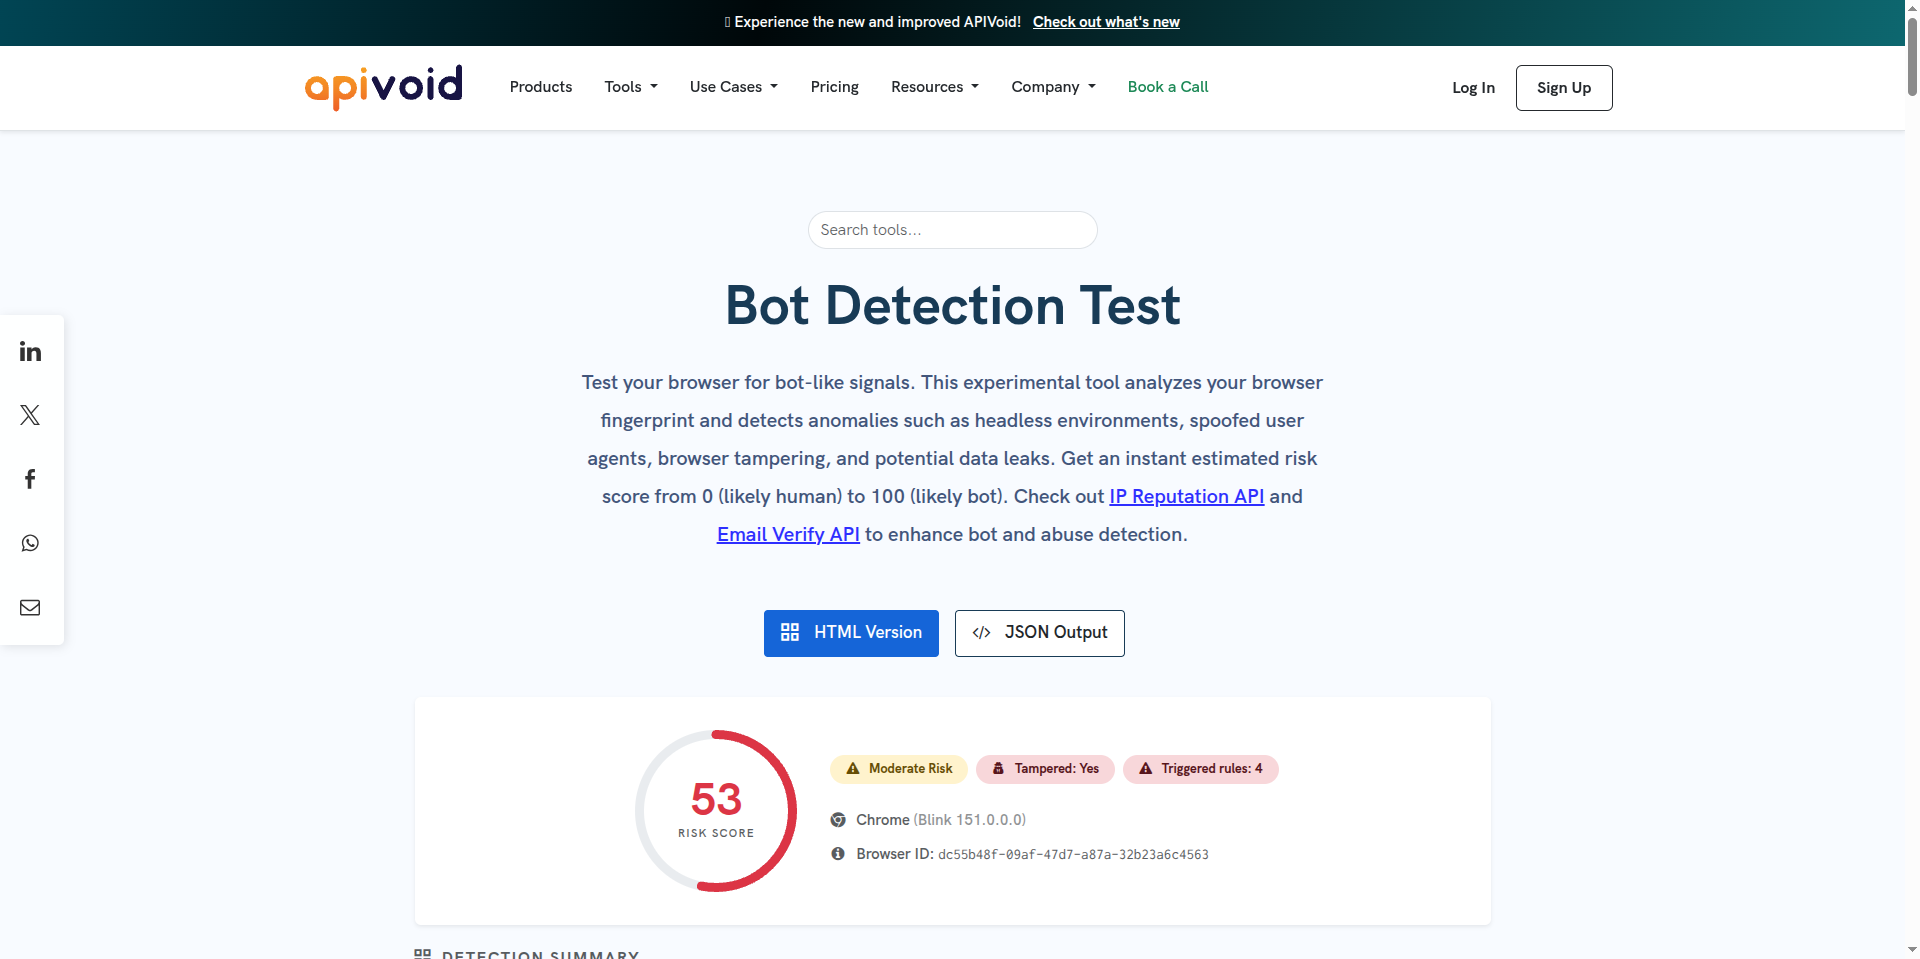 Experience the new and improved APIVoid! Check out what's new
apivoid
Products Tools Use Cases Pricing Resources Company Book a Call Log In Sign Up
Search tools...
Bot Detection Test
Test your browser for bot-like signals. This experimental tool analyzes your browser
fingerprint and detects anomalies such as headless environments, spoofed user
agents, browser tampering, and potential data leaks. Get an instant estimated risk
score from 0 (likely human) to 100 (likely bot). Check out IP Reputation API and
Email Verify API to enhance bot and abuse detection.
HTML Version JSON Output
53
RISK SCORE
Moderate Risk Tampered: Yes Triggered rules: 4
Chrome (Blink 151.0.0.0)
Browser ID: dc55b48f-09af-47d7-a87a-32b23a6c4563
DETECTION SUMMARY